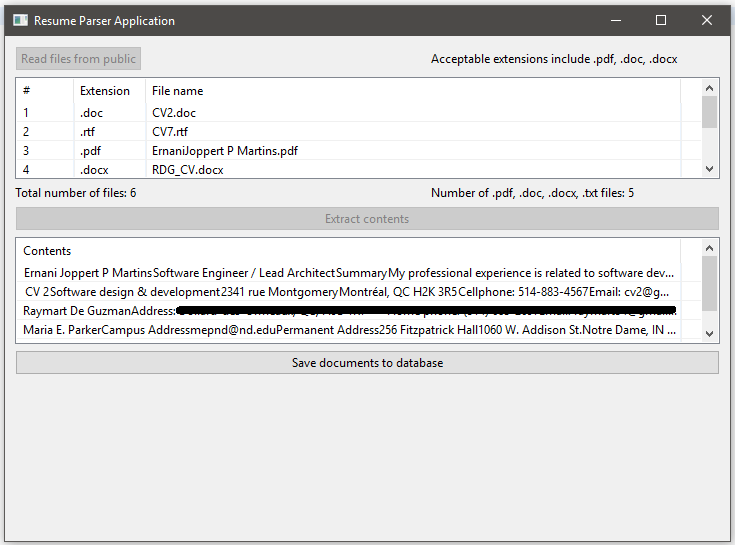 Resume Parser Application
Read files from public Acceptable extensions include .pdf, .doc, .docx
# Extension File name
1 .doc CV2.doc
2 .rtf CV7.rtf
3 .pdf ErnaniJoppert P Martins.pdf
4 .docx RDG_CV.docx
Total number of files: 6 Number of .pdf, .doc, .docx, .txt files: 5
Extract contents
Contents
Ernani Joppert P MartinsSoftware Engineer / Lead ArchitectSummaryMy professional experience is related to software dev...
CV 2Software design & development2341 rue MontgomeryMontréal, QC H2K 3R5Cellphone: 514-883-4567Email: cv2@g...
Raymart De GuzmanAddress:
Maria E. ParkerCampus Addressmepnd@nd.eduPermanent Address256 Fitzpatrick Hall1060 W. Addison St.Notre Dame, IN ...
Save documents to database